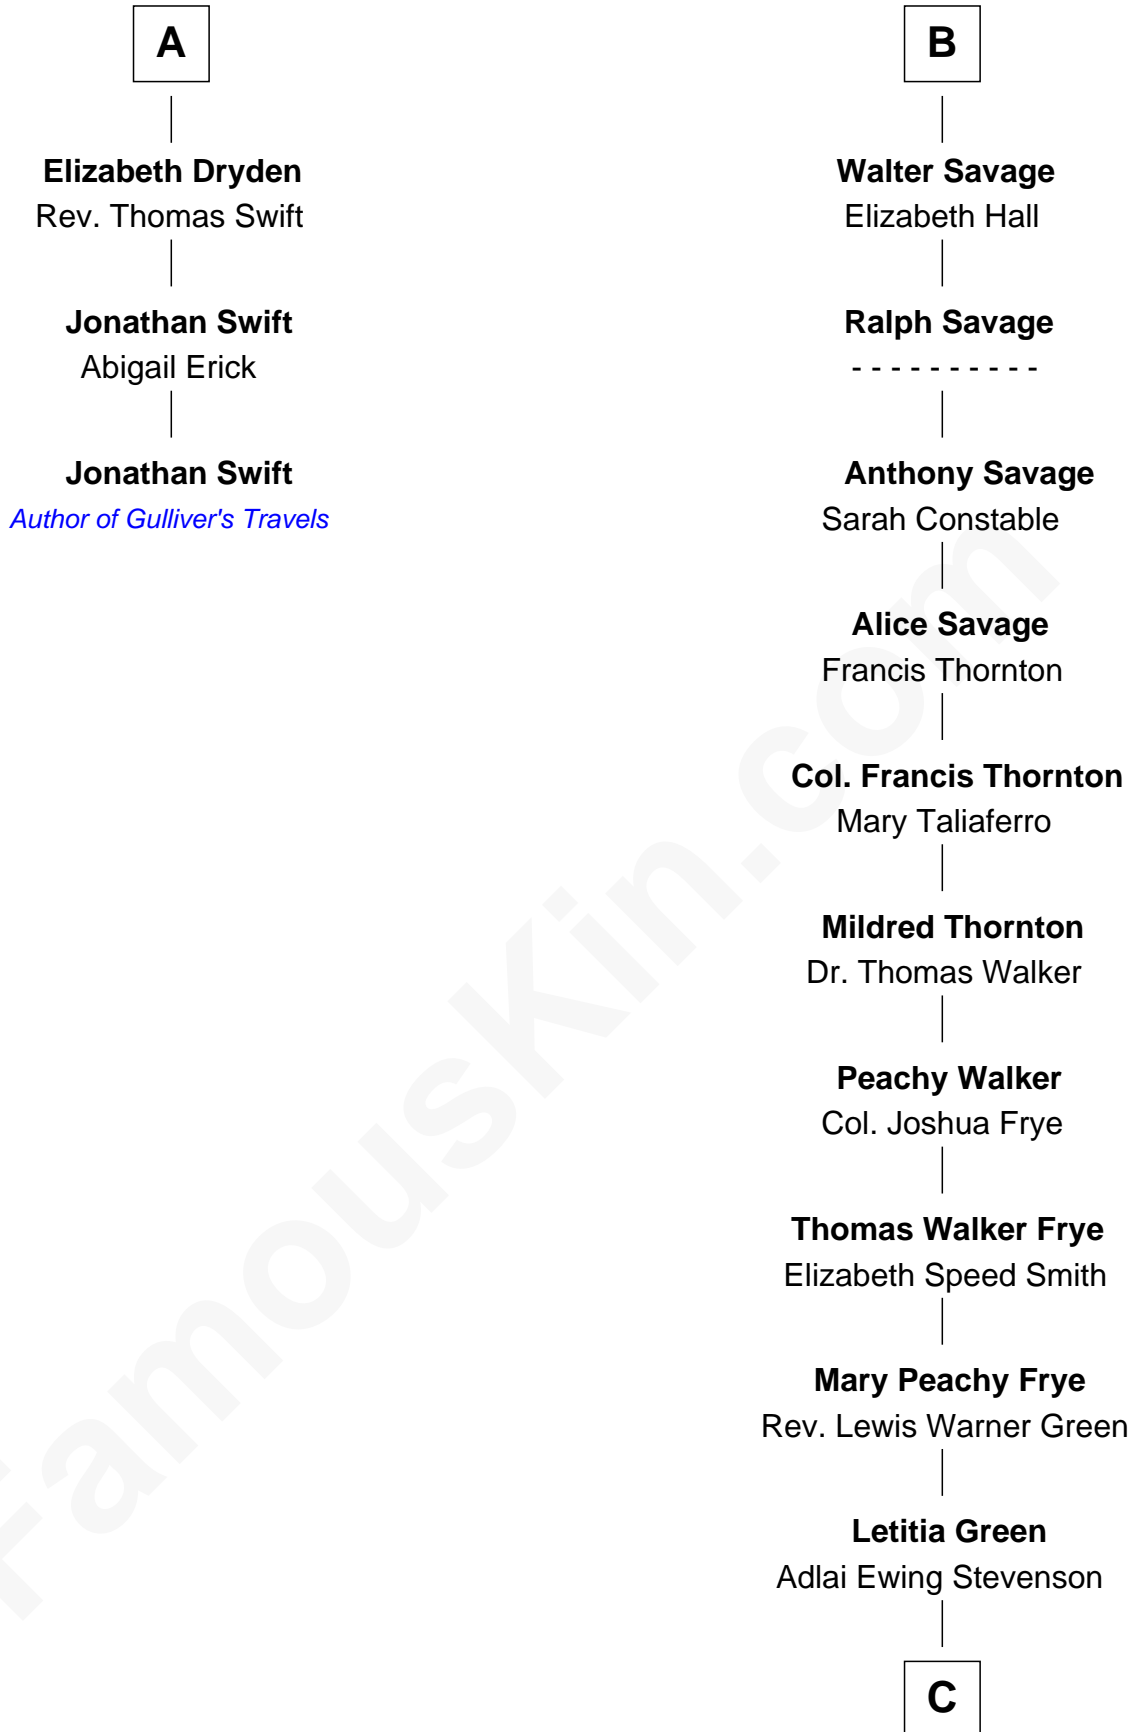 A
Elizabeth Dryden
Rev. Thomas Swift
Jonathan Swift
Abigail Erick
Jonathan Swift
Author of Gulliver's Travels
B
Walter Savage
Elizabeth Hall
Ralph Savage
- - - - - - - - - -
Anthony Savage
Sarah Constable
Alice Savage
Francis Thornton
Col. Francis Thornton
Mary Taliaferro
Mildred Thornton
Dr. Thomas Walker
Peachy Walker
Col. Joshua Frye
Thomas Walker Frye
Elizabeth Speed Smith
Mary Peachy Frye
Rev. Lewis Warner Green
Letitia Green
Adlai Ewing Stevenson
C
FamousKin.com